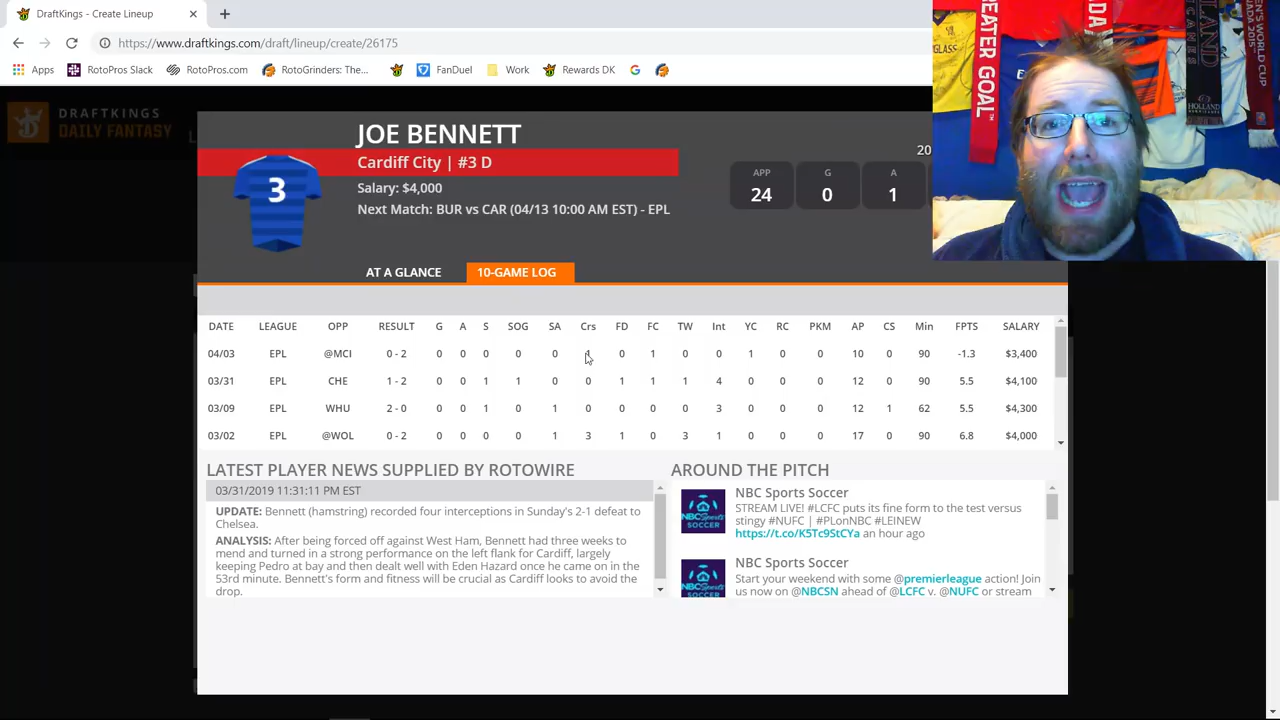 DraftKings - Create Lineup
https://www.draftkings.com/draft/lineup/create/26175
Apps RotoPros Slack RotoPros.com RotoGrinders: The... FanDuel Work Rewards DK
DRAFTKINGS
DAILY FANTASY
JOE BENNETT
Cardiff City | #3 D
Salary: $4,000
Next Match: BUR vs CAR (04/13 10:00 AM EST) - EPL
3
20
APP G A
24 0 1
AT A GLANCE 10-GAME LOG
DATE LEAGUE OPP RESULT G A S SOG SA Crs FD FC TW Int YC RC PKM AP CS Min FPTS SALARY
04/03 EPL @MCI 0 - 2 0 0 0 0 0 1 0 1 0 0 1 0 0 10 0 90 -1.3 $3,400
03/31 EPL CHE 1 - 2 0 0 1 1 0 0 1 1 1 4 0 0 0 12 0 90 5.5 $4,100
03/09 EPL WHU 2 - 0 0 0 1 0 1 0 0 0 0 3 0 0 0 12 1 62 5.5 $4,300
03/02 EPL @WOL 0 - 2 0 0 0 0 1 3 1 0 3 1 0 0 0 17 0 90 6.8 $4,000
LATEST PLAYER NEWS SUPPLIED BY ROTOWIRE
03/31/2019 11:31:11 PM EST
UPDATE: Bennett (hamstring) recorded four interceptions in Sunday's 2-1 defeat to
Chelsea.
ANALYSIS: After being forced off against West Ham, Bennett had three weeks to
mend and turned in a strong performance on the left flank for Cardiff, largely
keeping Pedro at bay and then dealt well with Eden Hazard once he came on in the
53rd minute. Bennett's form and fitness will be crucial as Cardiff looks to avoid the
drop.
AROUND THE PITCH
NBC Sports Soccer
STREAM LIVE! #LCFC puts its fine form to the test versus
stingy #NUFC | #PLonNBC #LEINEW
https://t.co/K5Tc9StCYa an hour ago
NBC Sports Soccer
Start your weekend with some @premierleague action! Join
us now on @NBCSN ahead of @LCFC v. @NUFC or stream
EATER GOAL™
HOLLAND